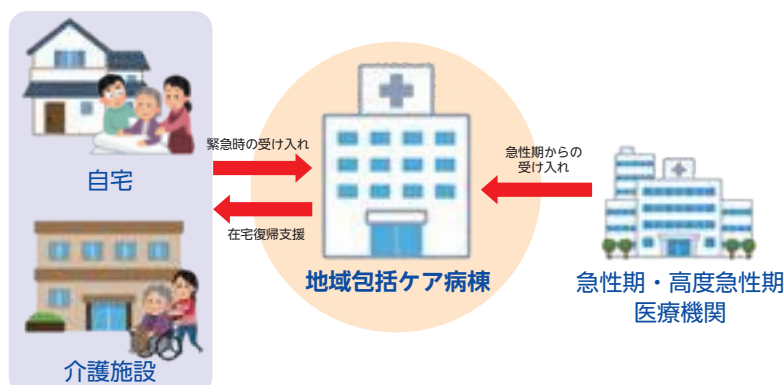 自宅
介護施設
緊急時の受け入れ
在宅復帰支援
地域包括ケア病棟
急性期からの
受け入れ
急性期・高度急性期
医療機関